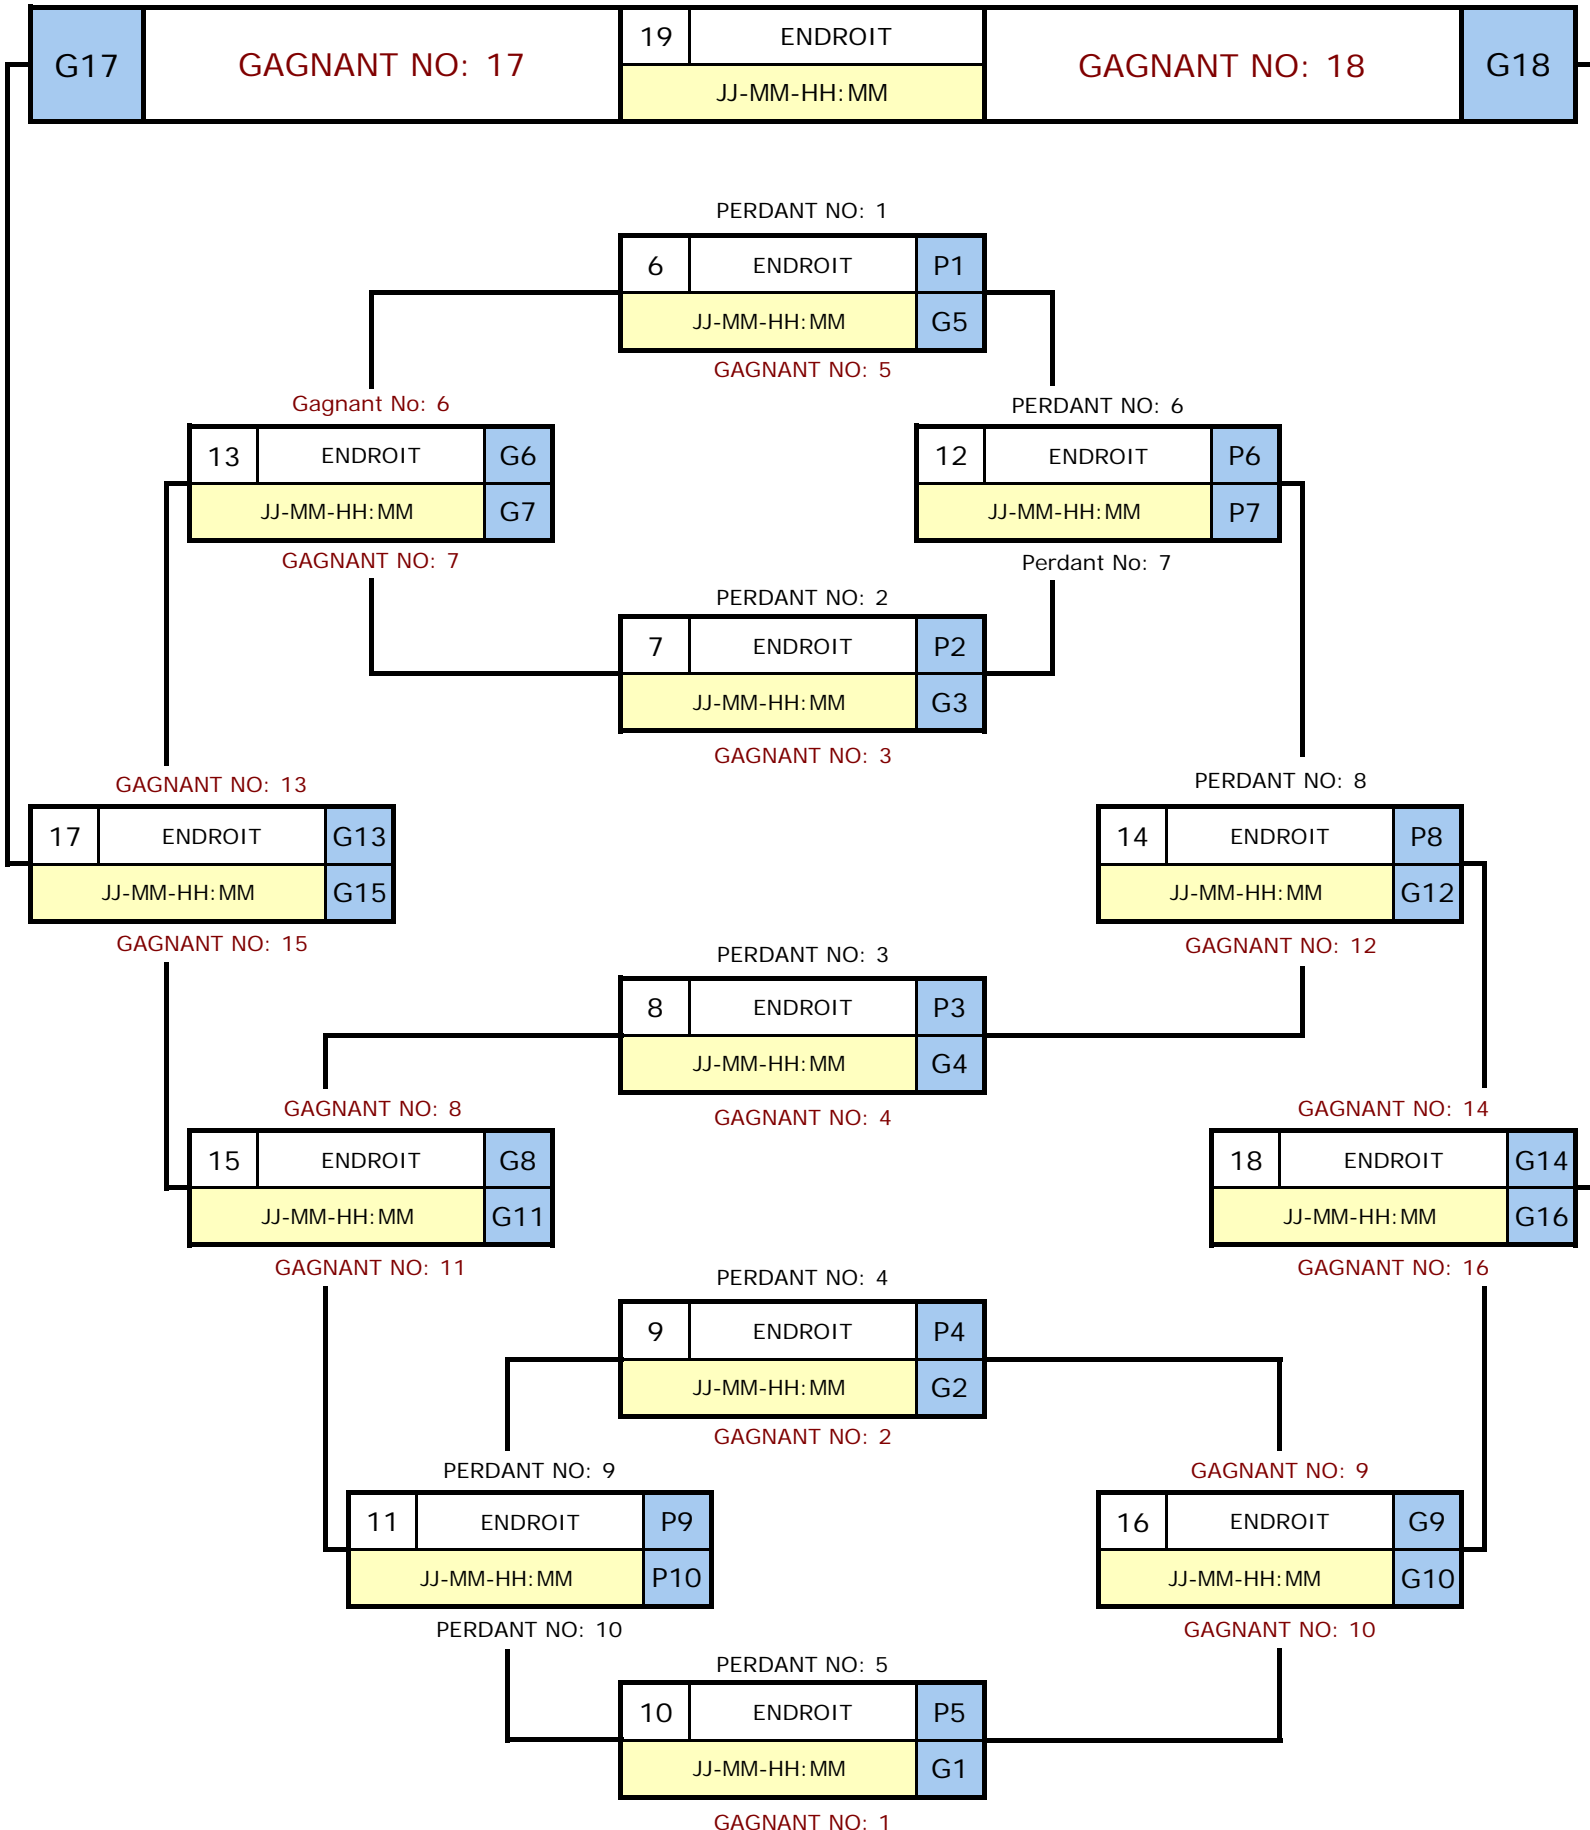 G17 GAGNANT NO: 17 19 ENDROIT GAGNANT NO: 18 G18
JJ-MM-HH:MM
PERDANT NO: 1
6 ENDROIT P1
JJ-MM-HH:MM G5
GAGNANT NO: 5
Gagnant No: 6
13 ENDROIT G6
JJ-MM-HH:MM G7
GAGNANT NO: 7
PERDANT NO: 6
12 ENDROIT P6
JJ-MM-HH:MM P7
Perdant No: 7
PERDANT NO: 2
7 ENDROIT P2
JJ-MM-HH:MM G3
GAGNANT NO: 3
GAGNANT NO: 13
17 ENDROIT G13
JJ-MM-HH:MM G15
GAGNANT NO: 15
PERDANT NO: 8
14 ENDROIT P8
JJ-MM-HH:MM G12
GAGNANT NO: 12
PERDANT NO: 3
8 ENDROIT P3
JJ-MM-HH:MM G4
GAGNANT NO: 4
GAGNANT NO: 8
15 ENDROIT G8
JJ-MM-HH:MM G11
GAGNANT NO: 11
GAGNANT NO: 14
18 ENDROIT G14
JJ-MM-HH:MM G16
GAGNANT NO: 16
PERDANT NO: 4
9 ENDROIT P4
JJ-MM-HH:MM G2
GAGNANT NO: 2
PERDANT NO: 9
11 ENDROIT P9
JJ-MM-HH:MM P10
PERDANT NO: 10
GAGNANT NO: 9
16 ENDROIT G9
JJ-MM-HH:MM G10
GAGNANT NO: 10
PERDANT NO: 5
10 ENDROIT P5
JJ-MM-HH:MM G1
GAGNANT NO: 1